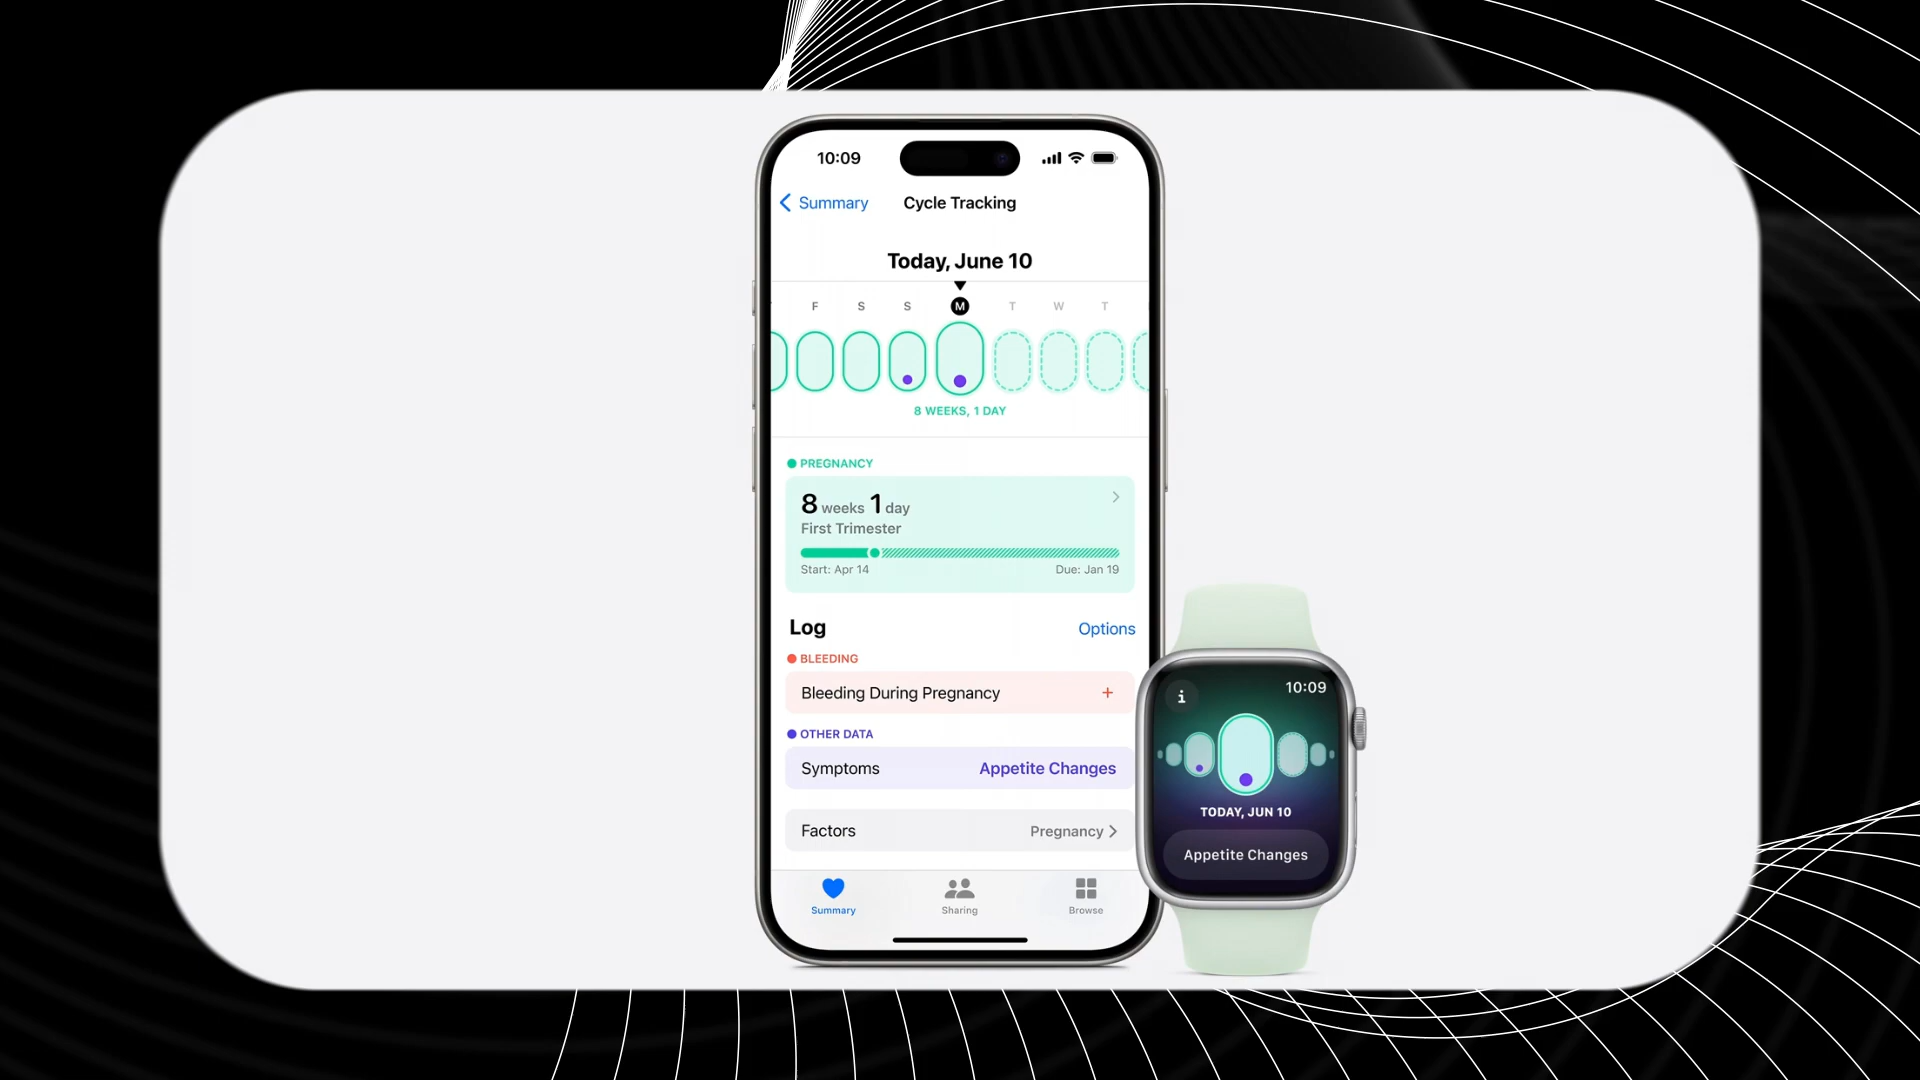 10:09
Summary
Cycle Tracking
Today, June 10
F S S M T W T
8 WEEKS, 1 DAY
PREGNANCY
8 weeks 1 day
First Trimester
Start: Apr 14
Due: Jan 19
Log
Options
BLEEDING
Bleeding During Pregnancy
OTHER DATA
Symptoms
Appetite Changes
Factors
Pregnancy
Summary
Sharing
Browse
i
10:09
TODAY, JUN 10
Appetite Changes